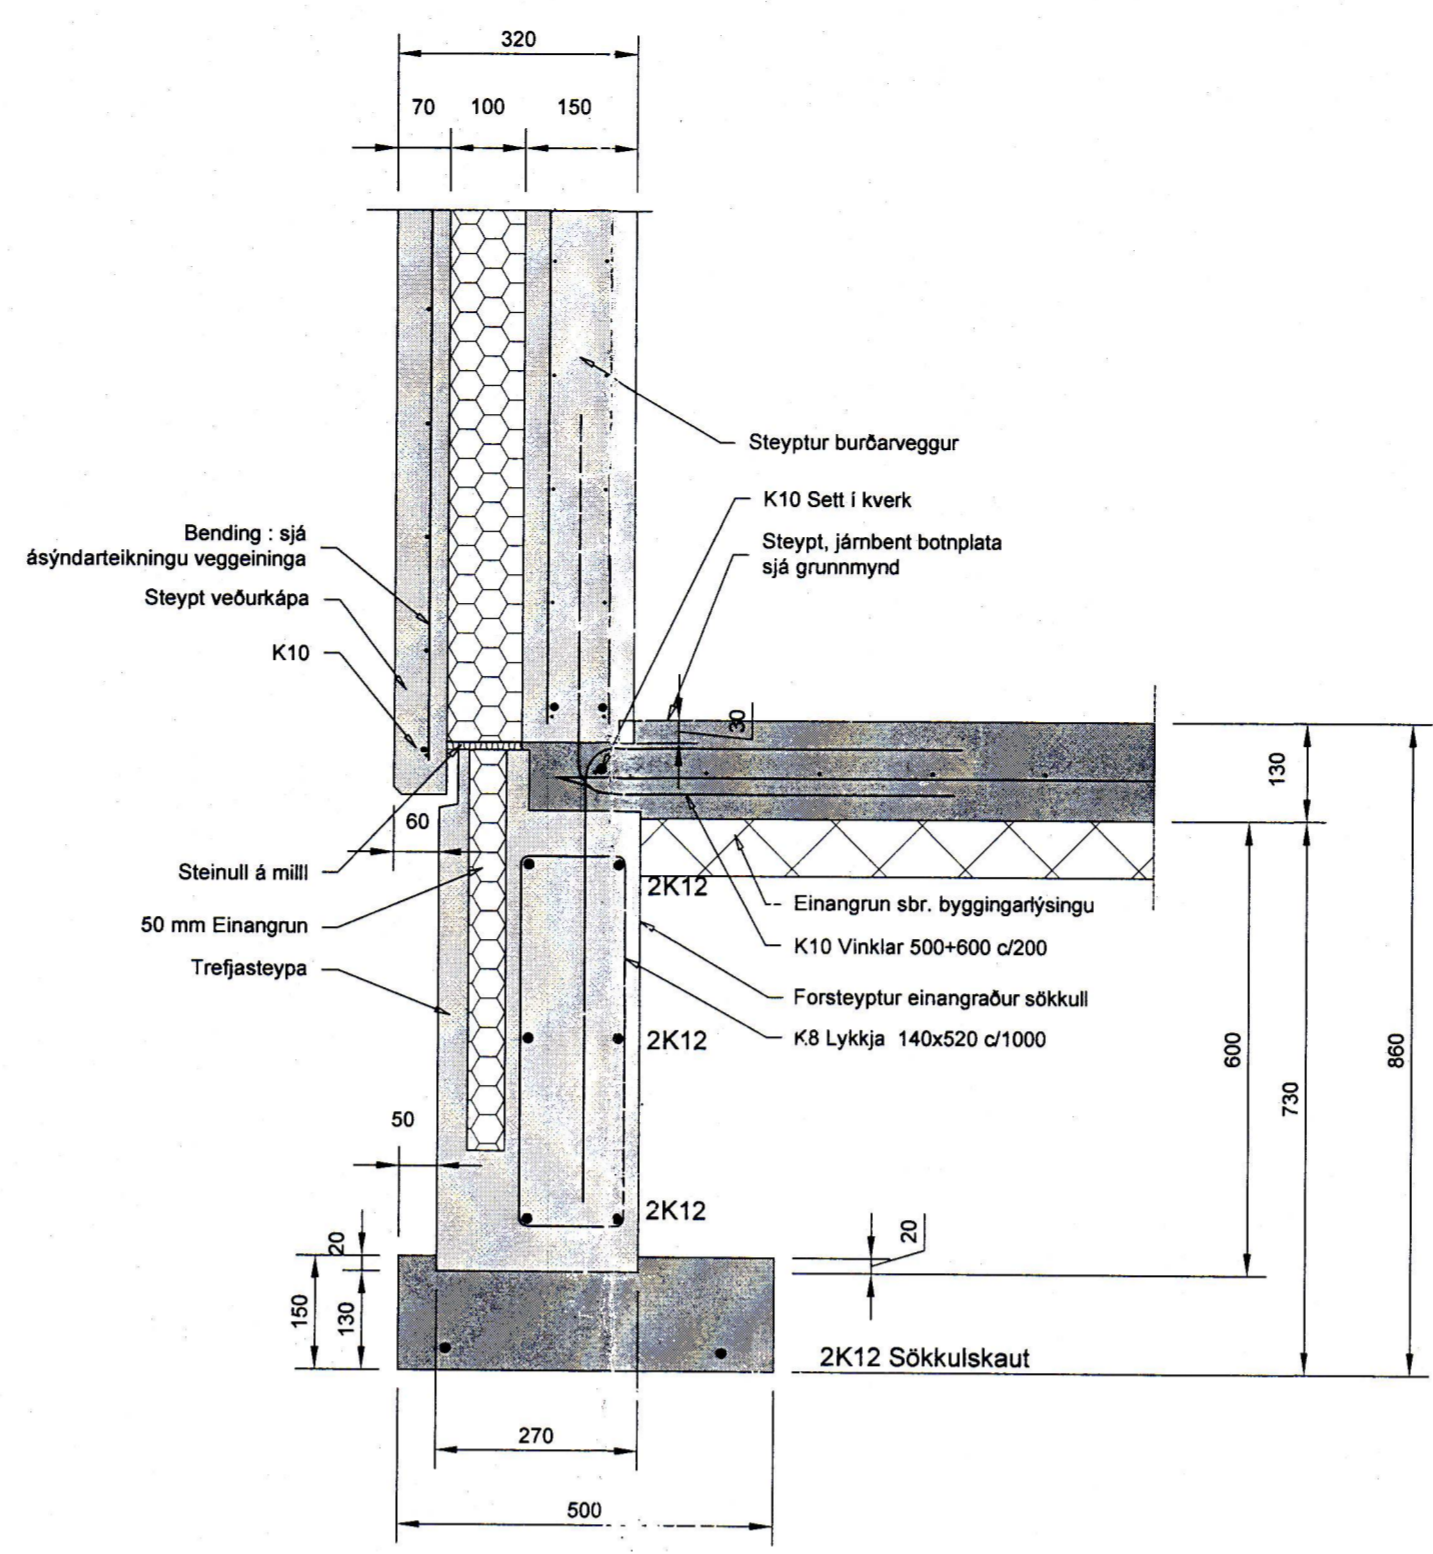 320
70
100
150
Steyptur burðarveggur
K10 Sett í kverk
Steypt, járnbent botnplata
sjá grunnmynd
Bending : sjá
ásýndarteikningu veggeininga
Steypt veðurkápa
K10
30
130
60
Steinull á milli
50 mm Einangrun
Trefjasteypa
2K12
Einangrun sbr. byggingarlýsingu
K10 Vinklar 500+600 c/200
Forsteyptur einangraður sökkull
2K12
K8 Lykkja 140x520 c/1000
600
730
860
50
2K12
20
20
150
130
2K12 Sökkulskaut
270
500